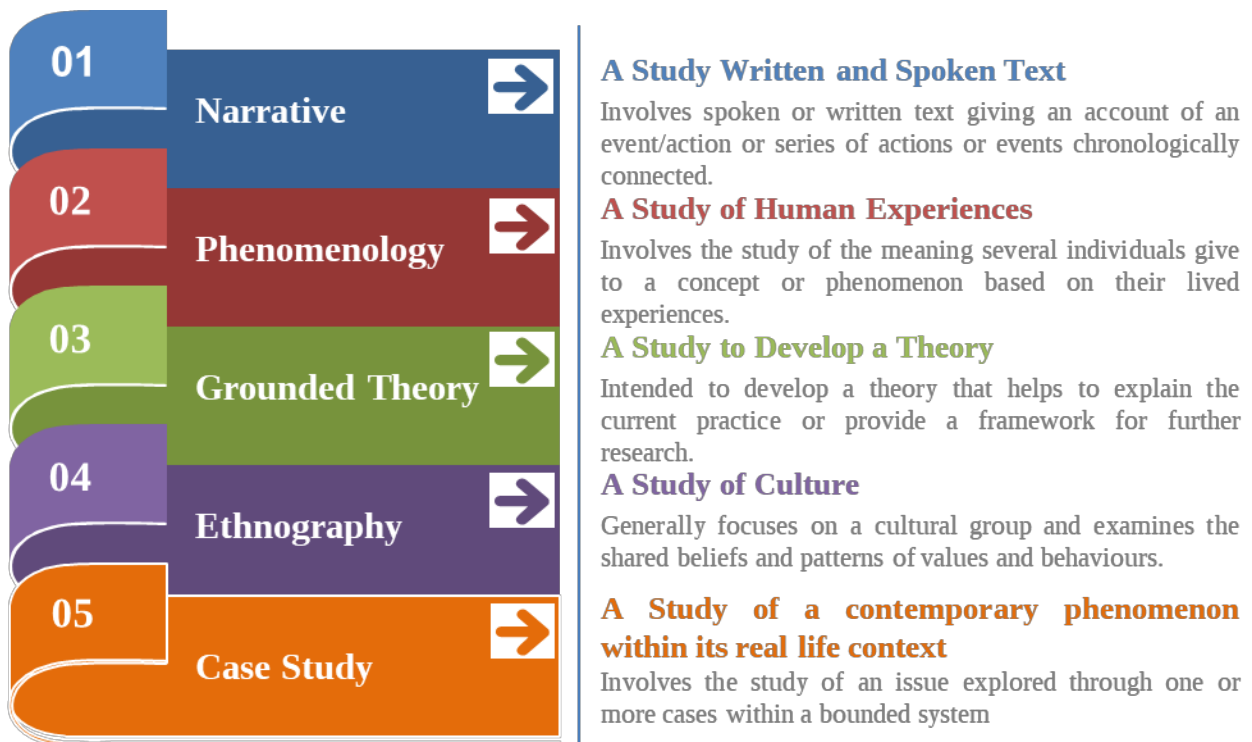 01
Narrative
A Study Written and Spoken Text
Involves spoken or written text giving an account of an
event/action or series of actions or events chronologically
connected.
02
Phenomenology
A Study of Human Experiences
Involves the study of the meaning several individuals give
to a concept or phenomenon based on their lived
experiences.
03
Grounded Theory
A Study to Develop a Theory
Intended to develop a theory that helps to explain the
current practice or provide a framework for further
research.
04
Ethnography
A Study of Culture
Generally focuses on a cultural group and examines the
shared beliefs and patterns of values and behaviours.
05
Case Study
A Study of a contemporary phenomenon
within its real life context
Involves the study of an issue explored through one or
more cases within a bounded system